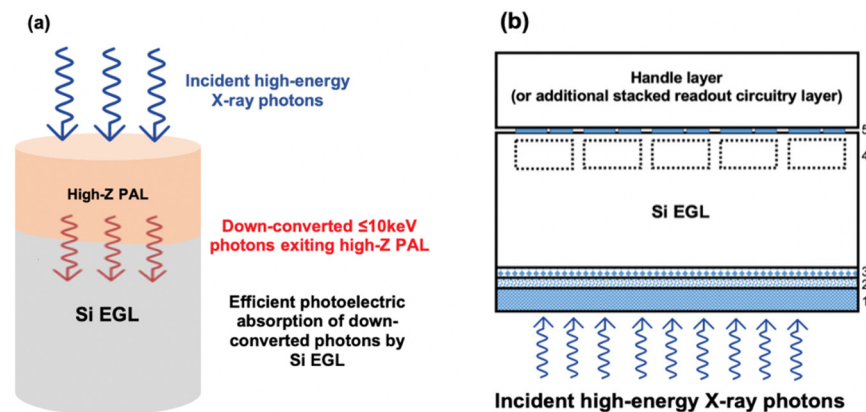 (a)
Incident high-energy
X-ray photons
High-Z PAL
Down-converted ≤10keV
photons exiting high-Z PAL
Si EGL
Efficient photoelectric
absorption of down-
converted photons by
Si EGL
(b)
Handle layer
(or additional stacked readout circuitry layer)
5
4
Si EGL
3
2
1
Incident high-energy X-ray photons